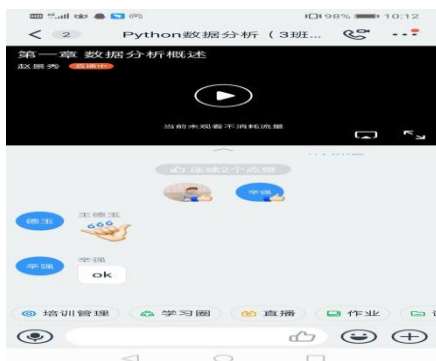 98% 10:12
2 Python数据分析（3班...
第一章 数据分析概述
赵景秀 直播中
当前未观看不消耗流量
连续2个点赞
李强
德玉 王德玉
666
李强 李强
ok
培训管理 学习圈 直播 作业